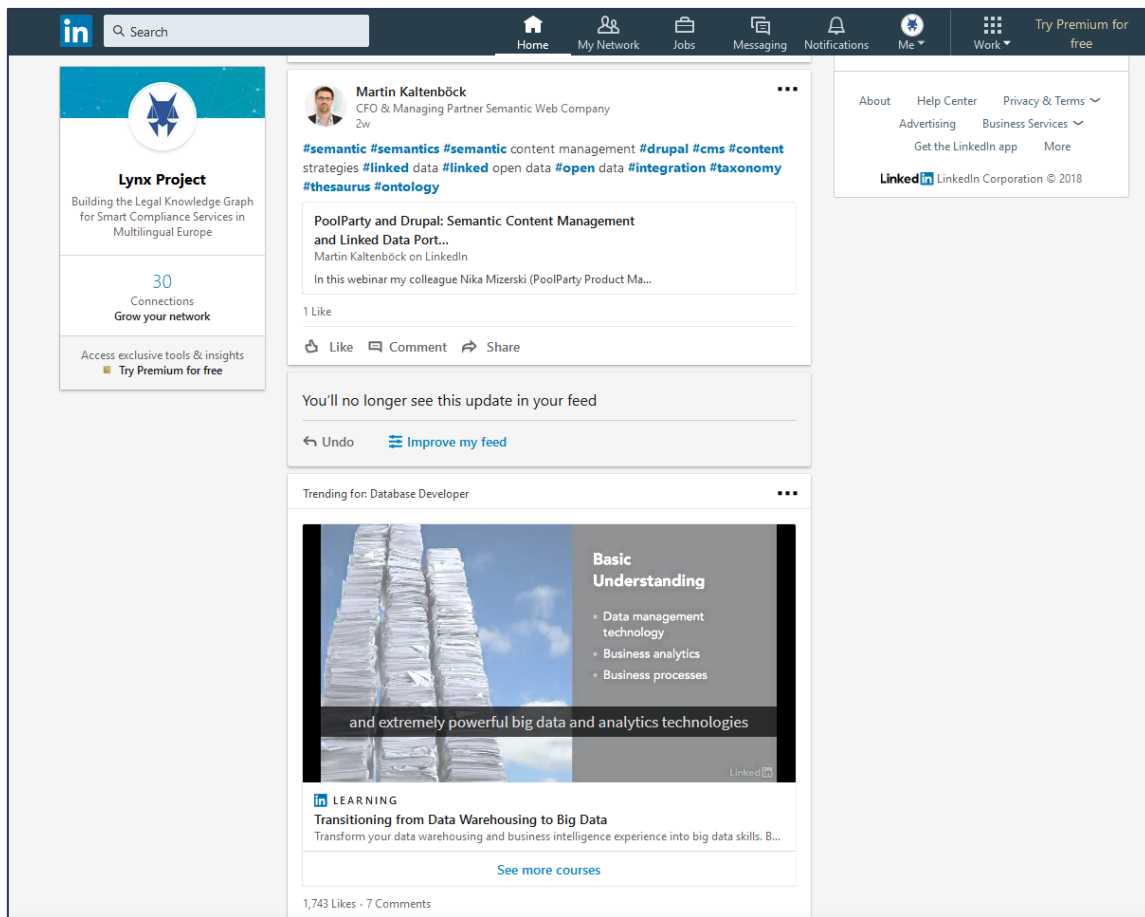 in Search
Home My Network Jobs Messaging Notifications Me Work Try Premium for
free
Lynx Project
Building the Legal Knowledge Graph
for Smart Compliance Services in
Multilingual Europe
30
Connections
Grow your network
Access exclusive tools & insights
Try Premium for free
Martin Kaltenböck
CFO & Managing Partner Semantic Web Company
2w
#semantic #semantics #semantic content management #drupal #cms #content
strategies #linked data #linked open data #open data #integration #taxonomy
#thesaurus #ontology
PoolParty and Drupal: Semantic Content Management
and Linked Data Port...
Martin Kaltenböck on LinkedIn
In this webinar my colleague Nika Mizerski (PoolParty Product Ma...
1 Like
Like Comment Share
You'll no longer see this update in your feed
Undo Improve my feed
Trending for: Database Developer
Basic
Understanding
• Data management
technology
• Business analytics
• Business processes
and extremely powerful big data and analytics technologies
Linked in
in LEARNING
Transitioning from Data Warehousing to Big Data
Transform your data warehousing and business intelligence experience into big data skills. B...
See more courses
1,743 Likes · 7 Comments
About Help Center Privacy & Terms
Advertising Business Services
Get the LinkedIn app More
Linked in LinkedIn Corporation © 2018